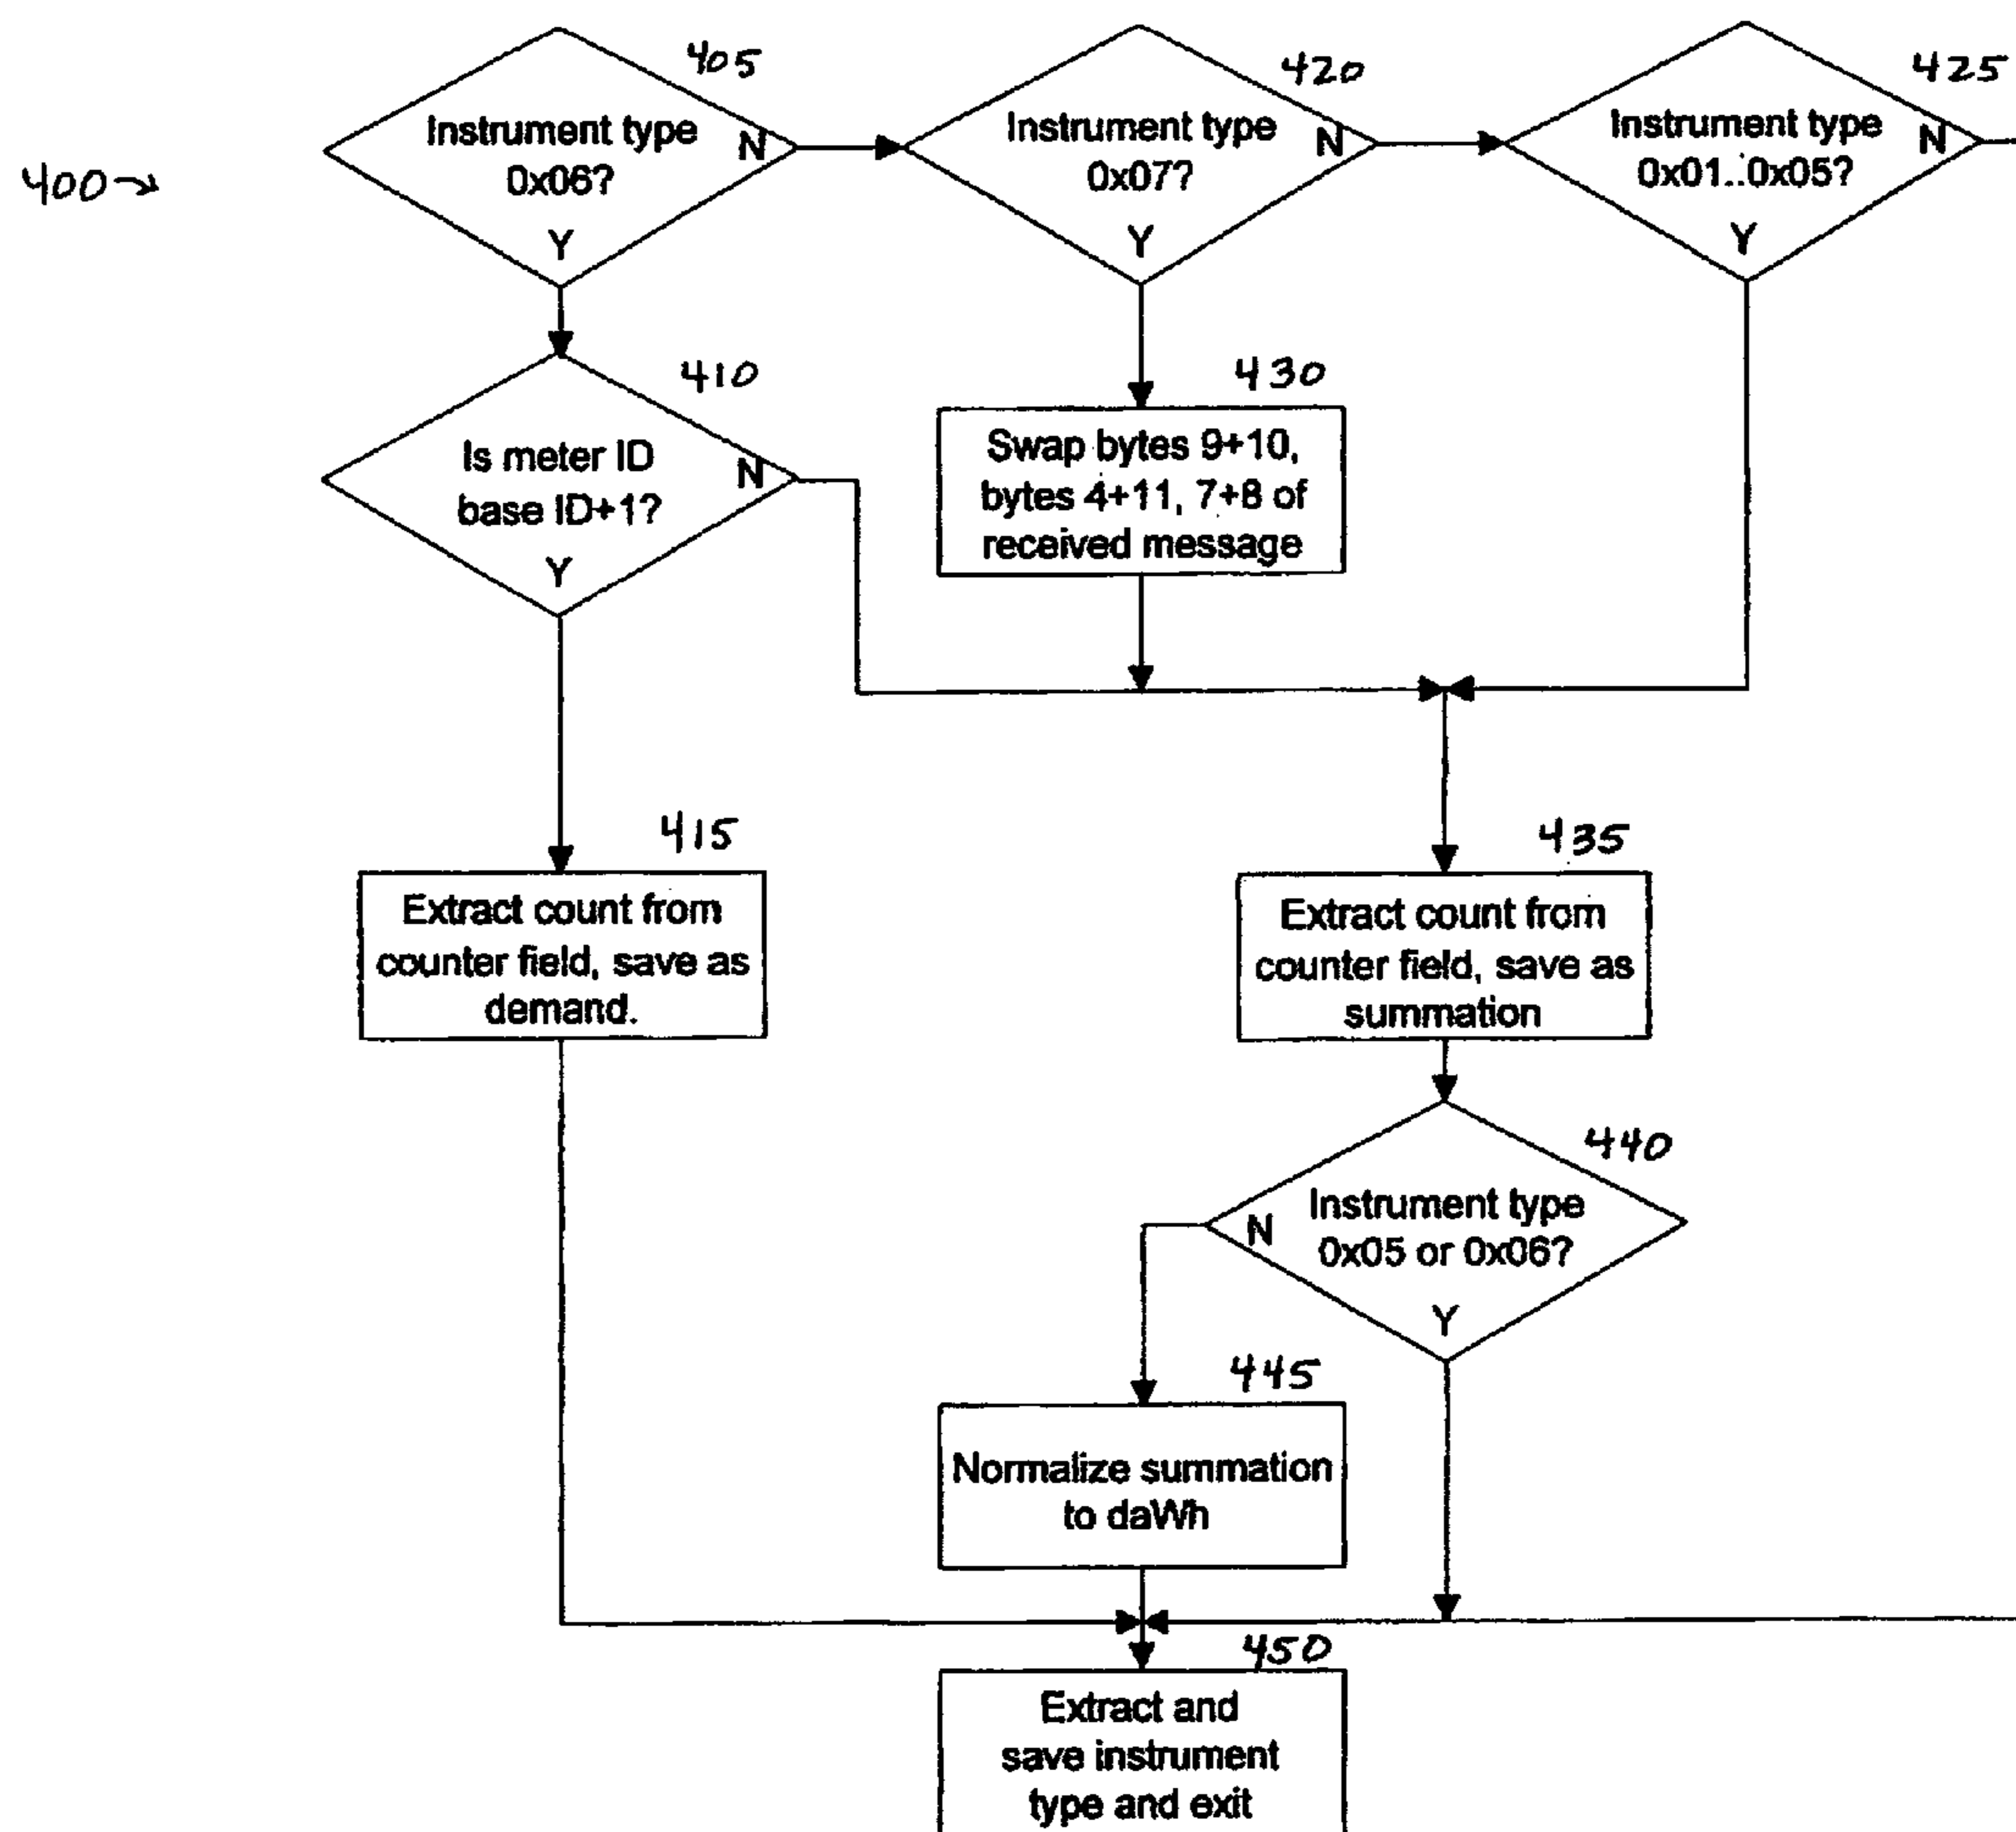 400
405
Instrument type
0x06?
N
Y
420
Instrument type
0x07?
N
Y
425
Instrument type
0x01..0x05?
N
Y
410
Is meter ID
base ID+1?
N
Y
430
Swap bytes 9+10,
bytes 4+11, 7+8 of
received message
415
Extract count from
counter field, save as
demand.
435
Extract count from
counter field, save as
summation
440
Instrument type
0x05 or 0x06?
N
Y
445
Normalize summation
to daWh
450
Extract and
save instrument
type and exit